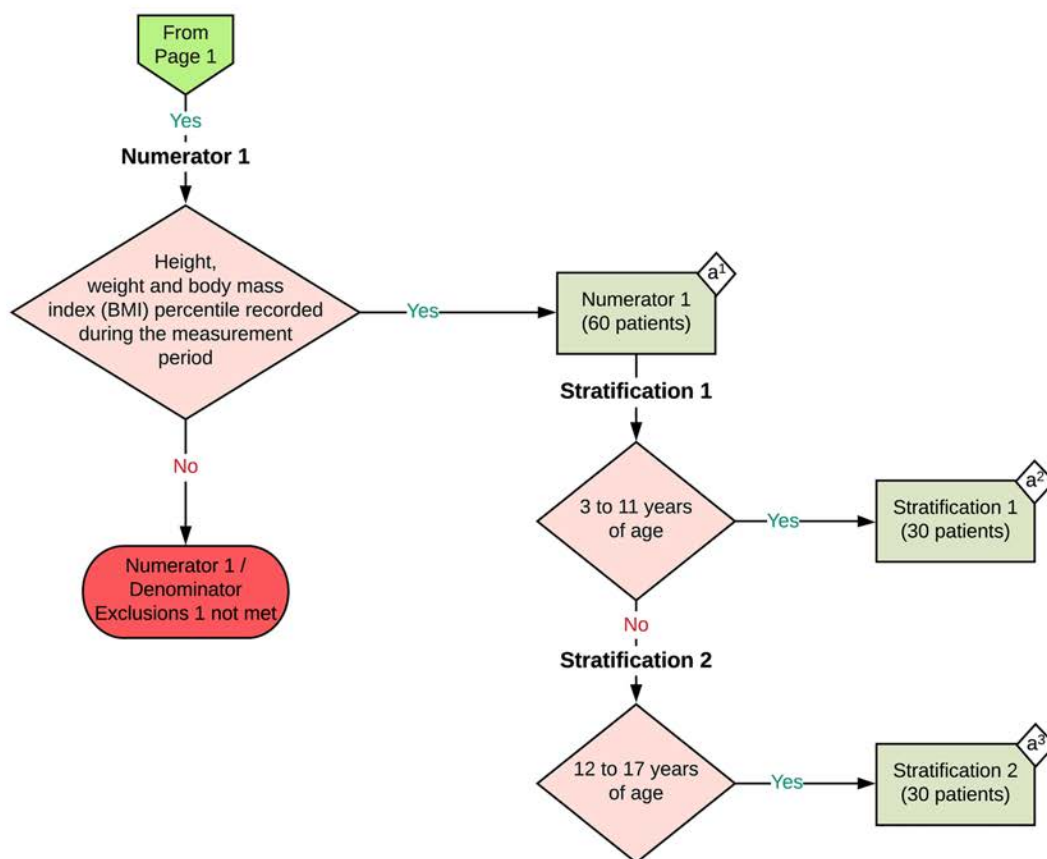 From
Page 1
Yes
Numerator 1
Height,
weight and body mass
index (BMI) percentile recorded
during the measurement
period
Yes
a¹
Numerator 1
(60 patients)
Stratification 1
No
3 to 11 years
of age
Yes
a²
Stratification 1
(30 patients)
Numerator 1 /
Denominator
Exclusions 1 not met
No
Stratification 2
12 to 17 years
of age
Yes
a³
Stratification 2
(30 patients)